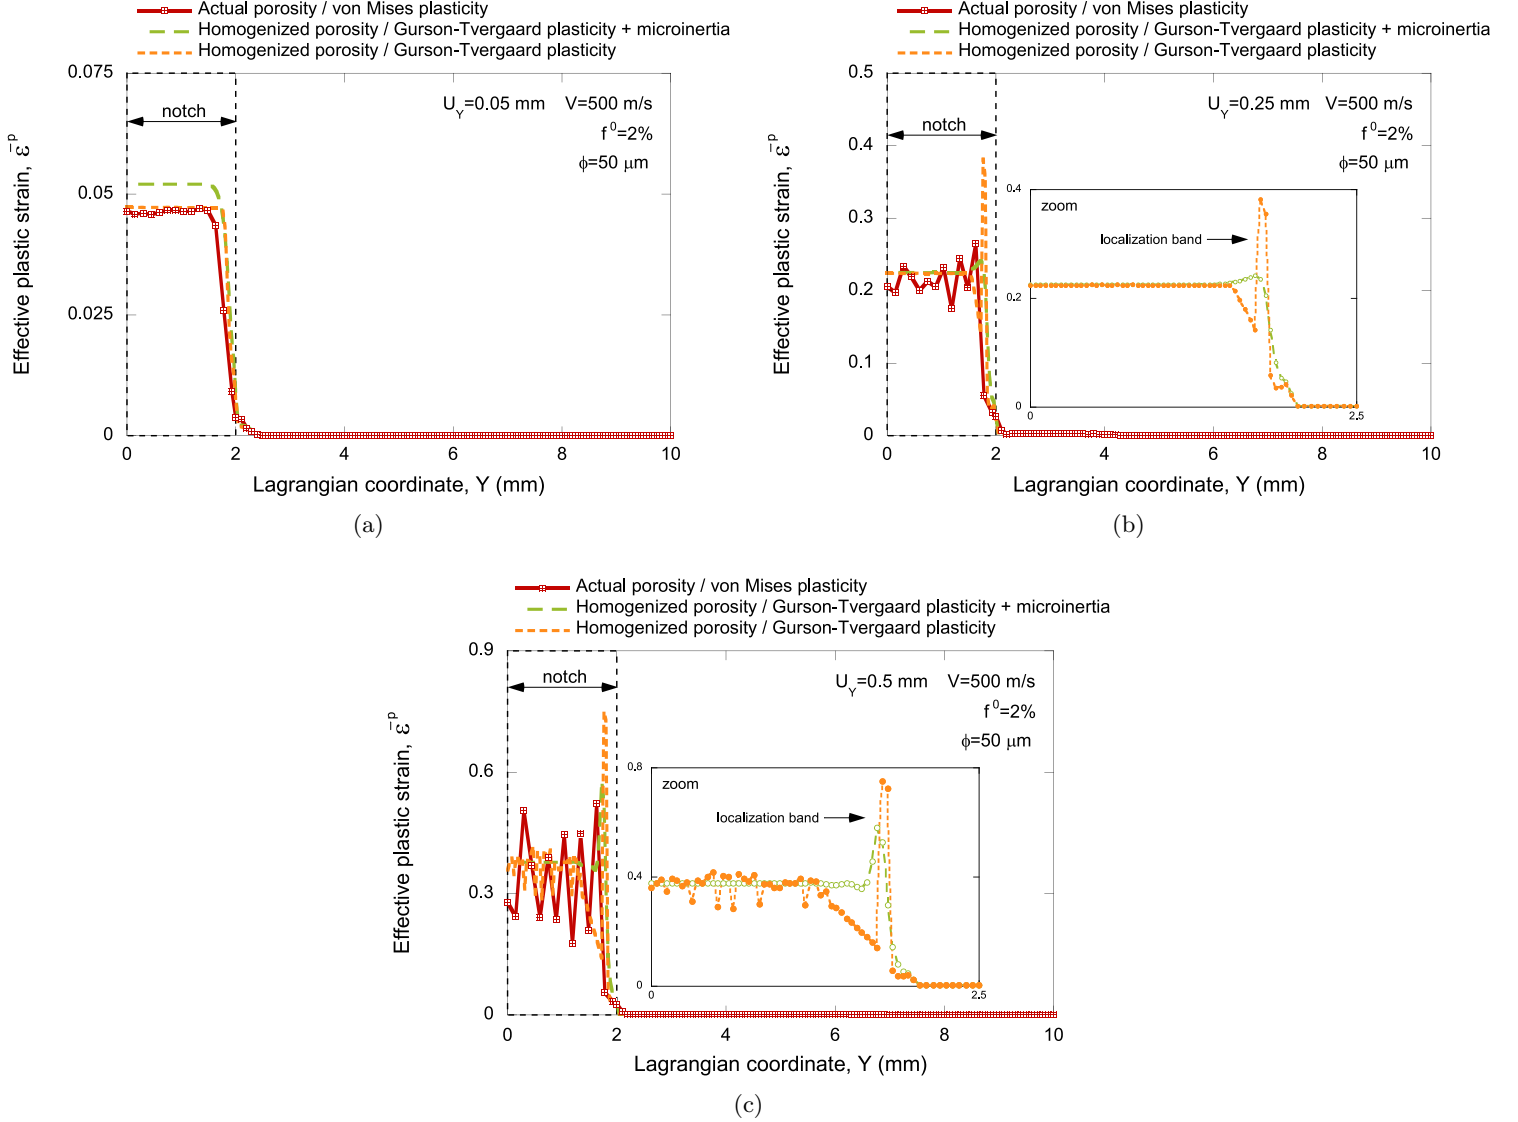 Actual porosity / von Mises plasticity
Homogenized porosity / Gurson-Tvergaard plasticity + microinertia
Homogenized porosity / Gurson-Tvergaard plasticity
0.075
0.05
0.025
0
notch
U_Y=0.05 mm V=500 m/s
f^0=2%
ϕ=50 μm
Effective plastic strain, ε̄^p
0 2 4 6 8 10
Lagrangian coordinate, Y (mm)
(a)
Actual porosity / von Mises plasticity
Homogenized porosity / Gurson-Tvergaard plasticity + microinertia
Homogenized porosity / Gurson-Tvergaard plasticity
0.5
0.4
0.3
0.2
0.1
0
notch
U_Y=0.25 mm V=500 m/s
f^0=2%
ϕ=50 μm
0.4
zoom
localization band
0.2
0
0 2.5
Effective plastic strain, ε̄^p
0 2 4 6 8 10
Lagrangian coordinate, Y (mm)
(b)
Actual porosity / von Mises plasticity
Homogenized porosity / Gurson-Tvergaard plasticity + microinertia
Homogenized porosity / Gurson-Tvergaard plasticity
0.9
0.6
0.3
0
notch
U_Y=0.5 mm V=500 m/s
f^0=2%
ϕ=50 μm
0.8
zoom
localization band
0.4
0
0 2.5
Effective plastic strain, ε̄^p
0 2 4 6 8 10
Lagrangian coordinate, Y (mm)
(c)